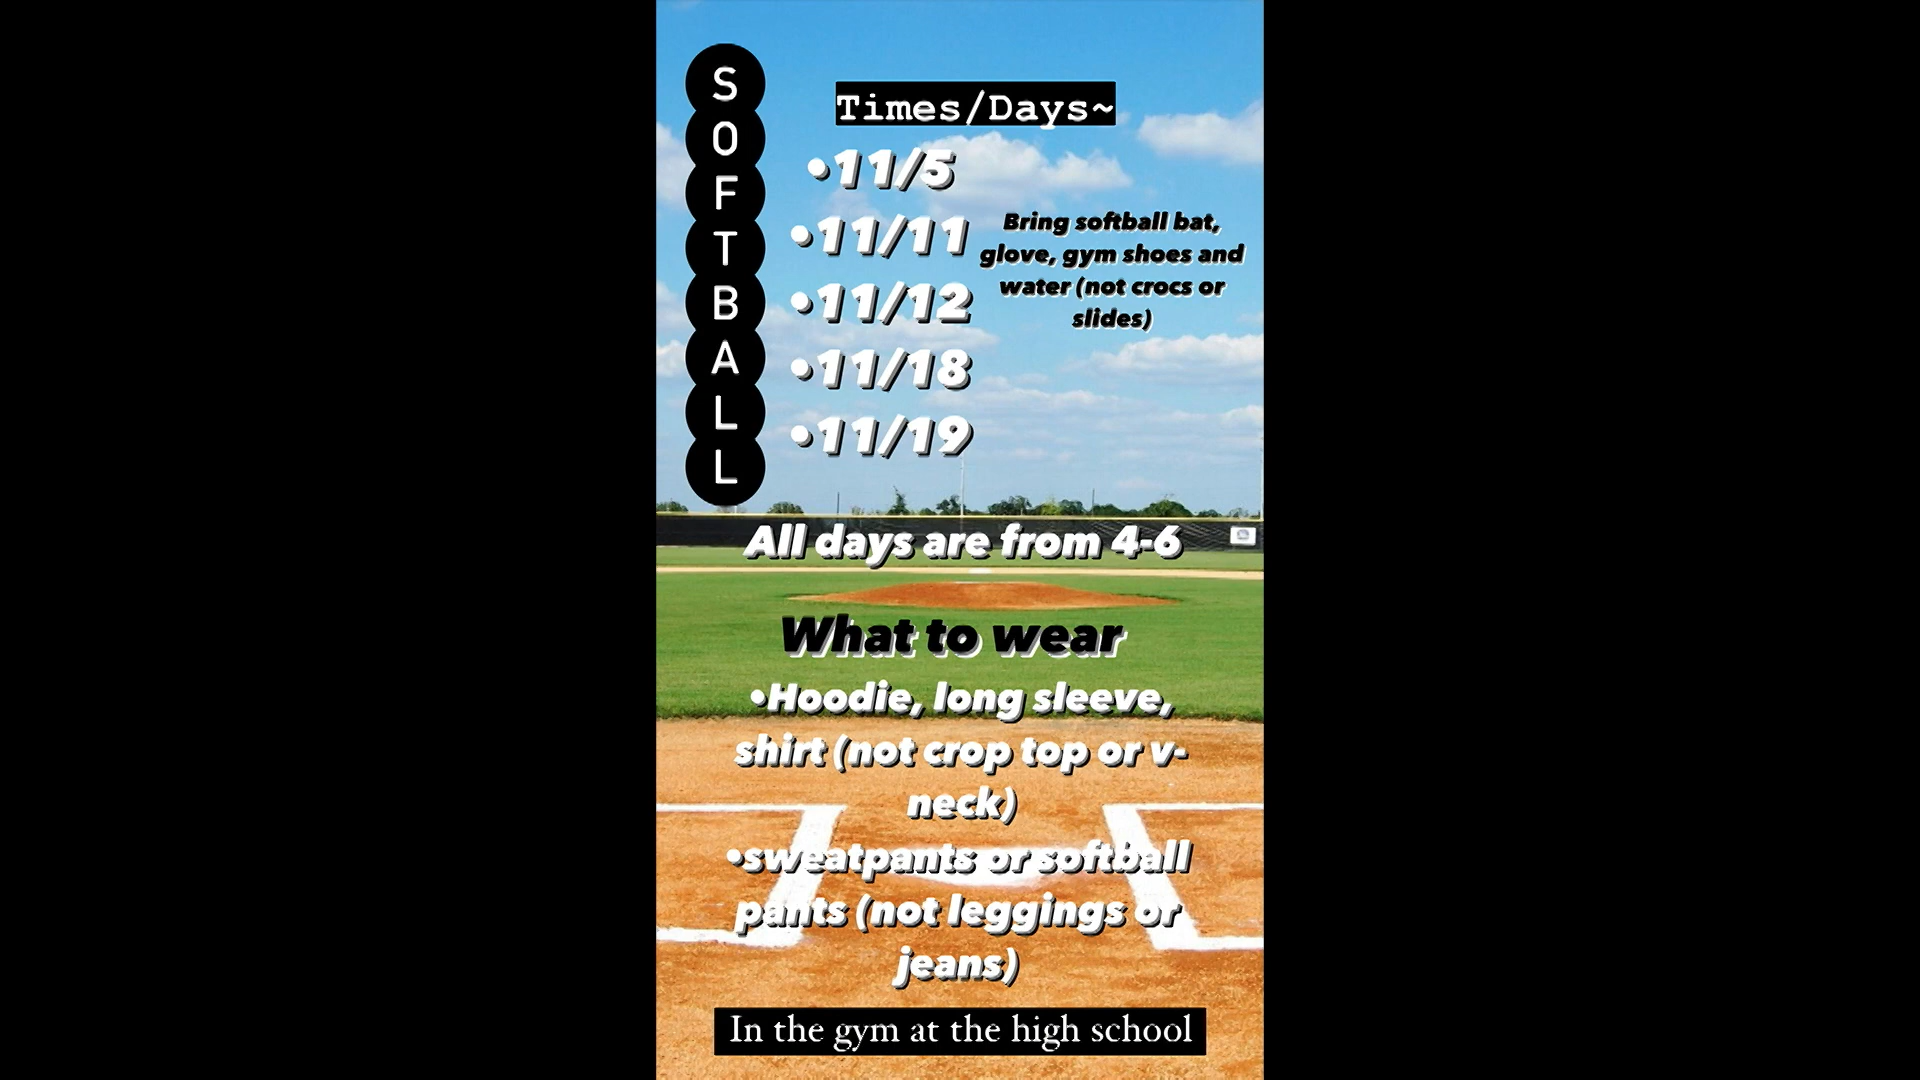 SOFTBALL
Times/Days~
•11/5
•11/11
•11/12
•11/18
•11/19
Bring softball bat,
glove, gym shoes and
water (not crocs or
slides)
All days are from 4-6
What to wear
•Hoodie, long sleeve,
shirt (not crop top or v-
neck)
•sweatpants or softball
pants (not leggings or
jeans)
In the gym at the high school